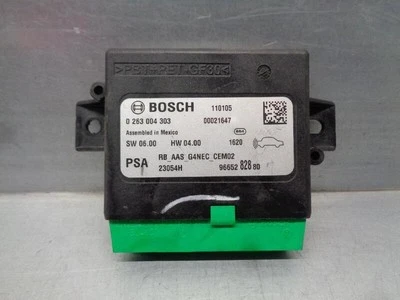 >PBT+PET-GF30<
BOSCH 110105
0 263 004 303 00021647
Assembled in Mexico
SW 06.00 HW 04.00 1620
PSA RB_AAS_G4NEC_CEM02
23054H 96652 828 80